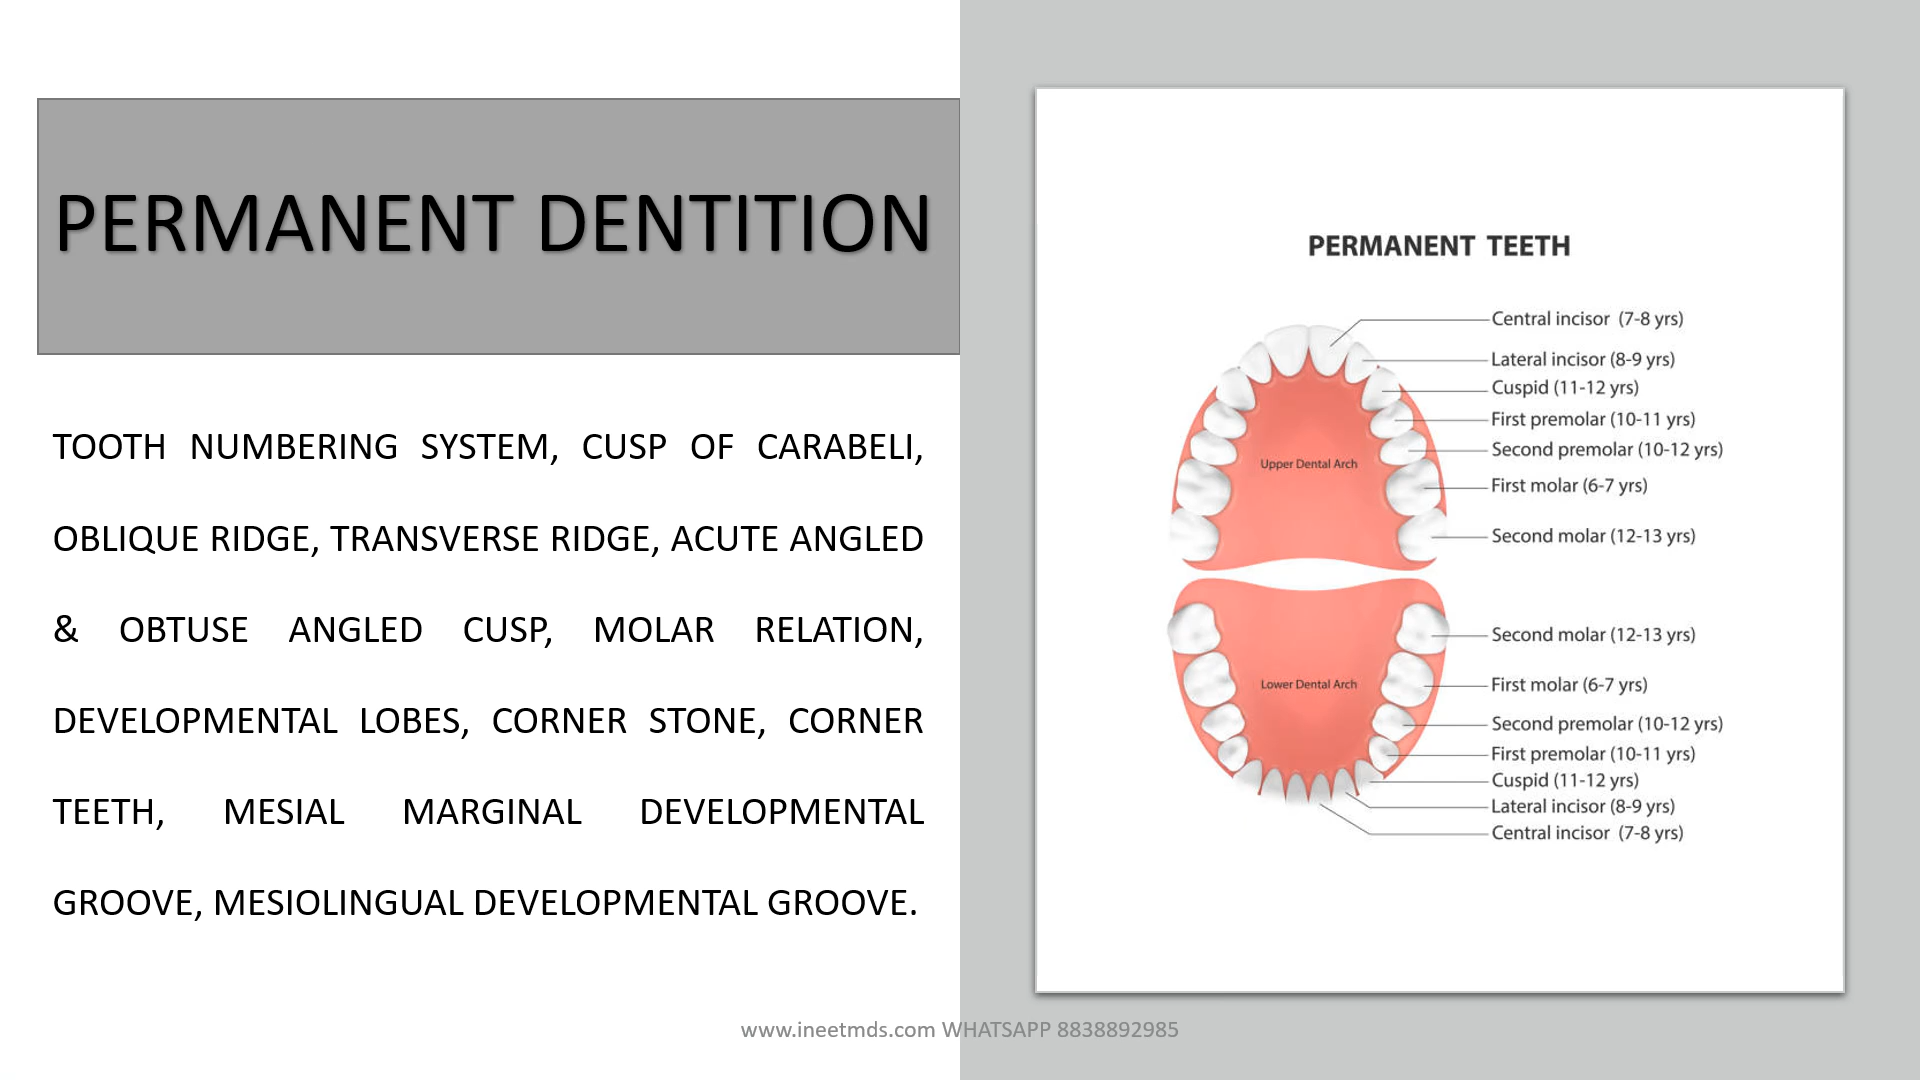 PERMANENT DENTITION
TOOTH NUMBERING SYSTEM, CUSP OF CARABELI,
OBLIQUE RIDGE, TRANSVERSE RIDGE, ACUTE ANGLED
& OBTUSE ANGLED CUSP, MOLAR RELATION,
DEVELOPMENTAL LOBES, CORNER STONE, CORNER
TEETH, MESIAL MARGINAL DEVELOPMENTAL
GROOVE, MESIOLINGUAL DEVELOPMENTAL GROOVE.
PERMANENT TEETH
Central incisor (7-8 yrs)
Lateral incisor (8-9 yrs)
Cuspid (11-12 yrs)
First premolar (10-11 yrs)
Second premolar (10-12 yrs)
Upper Dental Arch
First molar (6-7 yrs)
Second molar (12-13 yrs)
Second molar (12-13 yrs)
First molar (6-7 yrs)
Lower Dental Arch
Second premolar (10-12 yrs)
First premolar (10-11 yrs)
Cuspid (11-12 yrs)
Lateral incisor (8-9 yrs)
Central incisor (7-8 yrs)
www.ineetmds.com WHATSAPP 8838892985